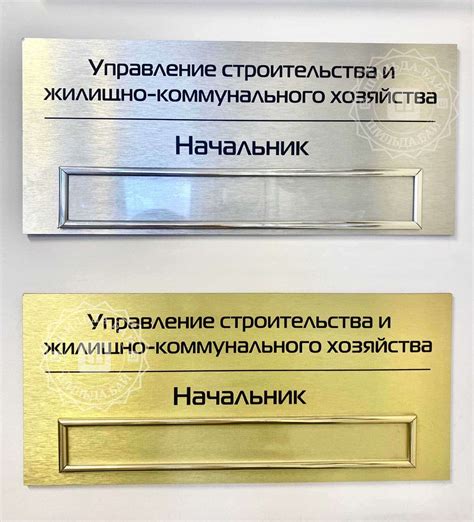 Управление строительства и
жилищно-коммунального хозяйства
Начальник
Управление строительства и
жилищно-коммунального хозяйства
Начальник